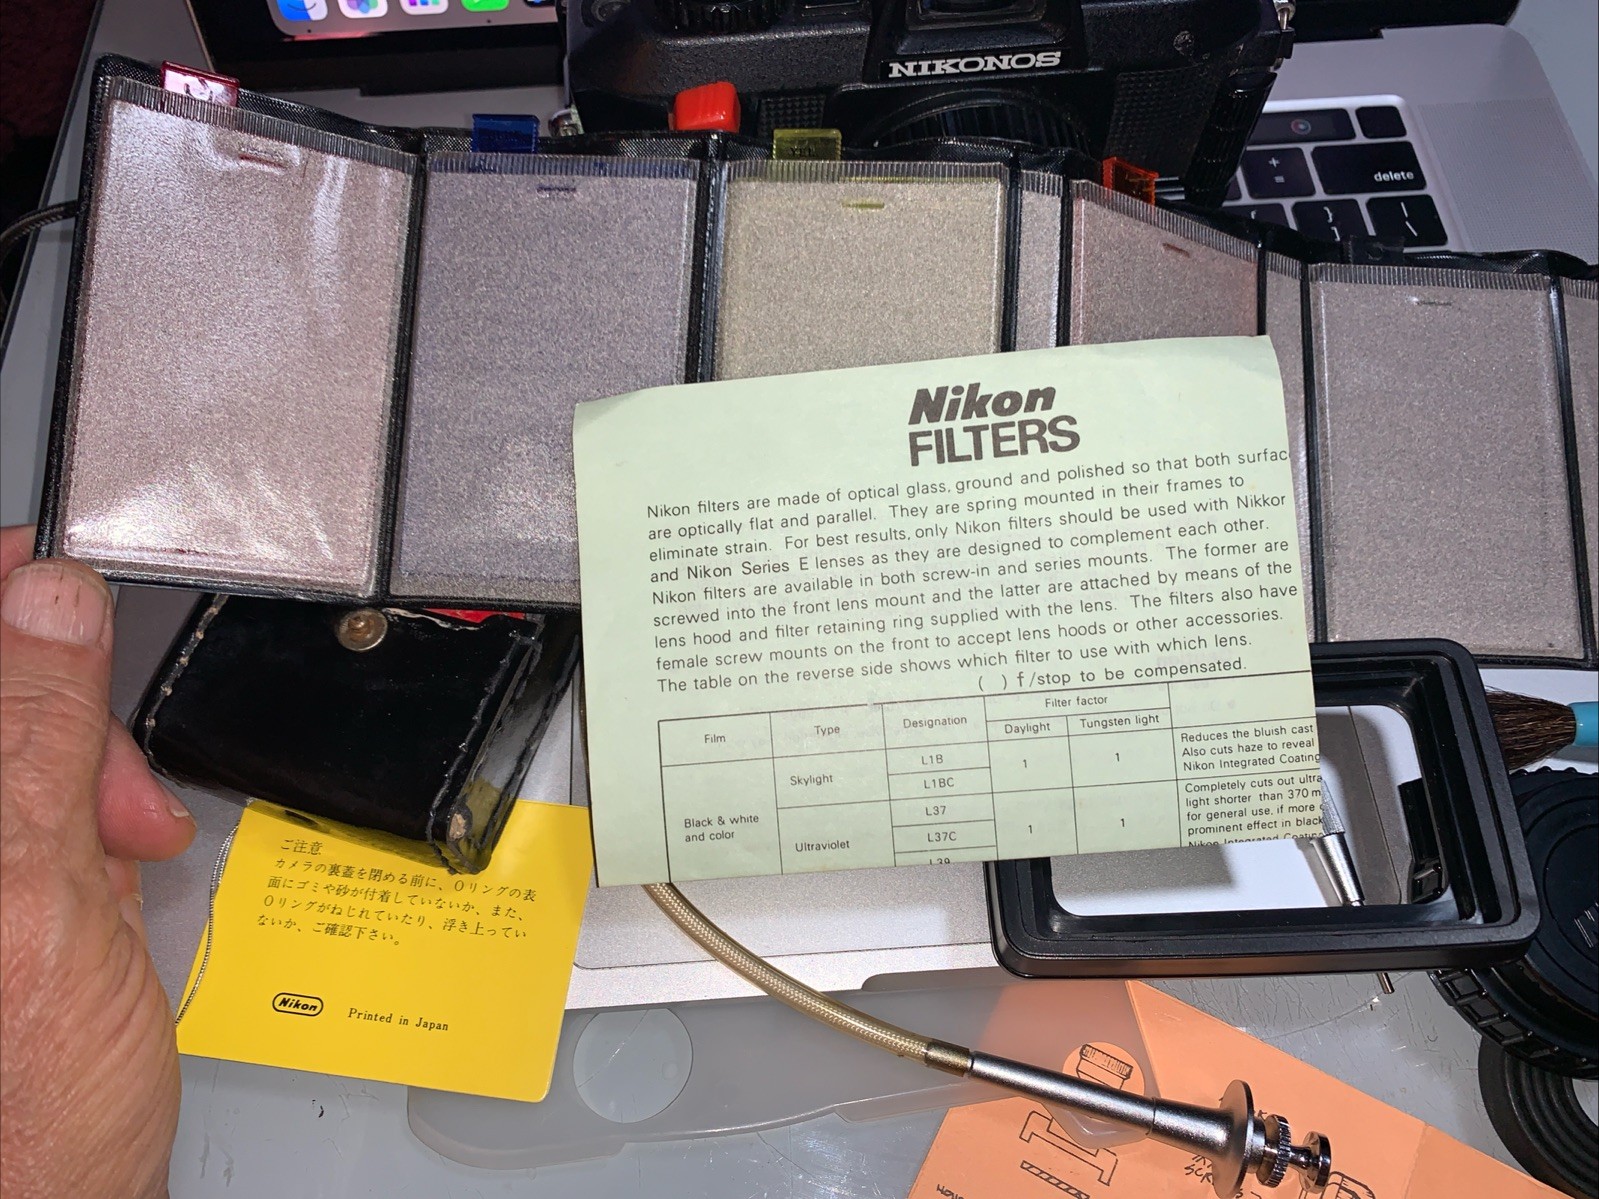 NIKONOS
YEL
+
=
delete
}
{
|
\
Nikon
FILTERS
Nikon filters are made of optical glass, ground and polished so that both surfac
are optically flat and parallel. They are spring mounted in their frames to
eliminate strain. For best results, only Nikon filters should be used with Nikkor
and Nikon Series E lenses as they are designed to complement each other.
Nikon filters are available in both screw-in and series mounts. The former are
screwed into the front lens mount and the latter are attached by means of the
lens hood and filter retaining ring supplied with the lens. The filters also have
female screw mounts on the front to accept lens hoods or other accessories.
The table on the reverse side shows which filter to use with which lens.
( ) f/stop to be compensated.
Film
Type
Designation
Filter factor
Daylight
Tungsten light
Black & white
and color
Skylight
L1B
L1BC
1
1
Reduces the bluish cast
Also cuts haze to reveal
Nikon Integrated Coating
Ultraviolet
L37
L37C
L39
1
1
Completely cuts out ultra
light shorter than 370 m
for general use, if more
prominent effect in black
Nikon Integrated Coating
ご注意
カメラの裏蓋を閉める前に、Oリングの表
面にゴミや砂が付着していないか、また、
Oリングがねじれていたり、浮き上ってい
ないか、ご確認下さい。
Nikon
Printed in Japan